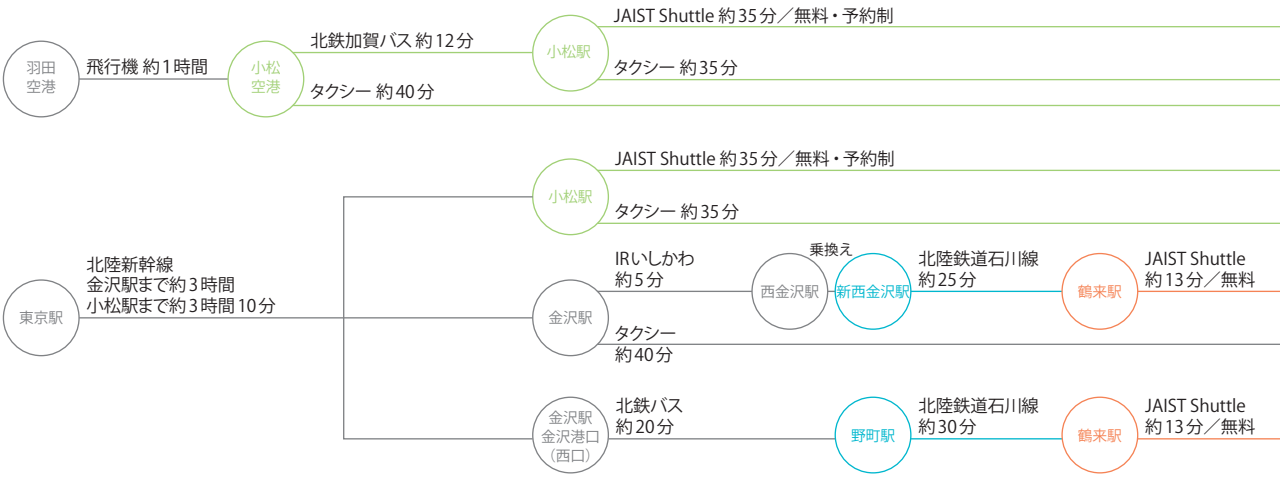 羽田
空港
飛行機 約1時間
小松
空港
北鉄加賀バス 約12分
タクシー 約40分
小松駅
JAIST Shuttle 約35分／無料・予約制
タクシー 約35分
東京駅
北陸新幹線
金沢駅まで約3時間
小松駅まで約3時間10分
小松駅
JAIST Shuttle 約35分／無料・予約制
タクシー 約35分
金沢駅
IRいしかわ
約5分
西金沢駅
乗換え
新西金沢駅
北陸鉄道石川線
約25分
鶴来駅
JAIST Shuttle
約13分／無料
タクシー
約40分
金沢駅
金沢港口
（西口）
北鉄バス
約20分
野町駅
北陸鉄道石川線
約30分
鶴来駅
JAIST Shuttle
約13分／無料